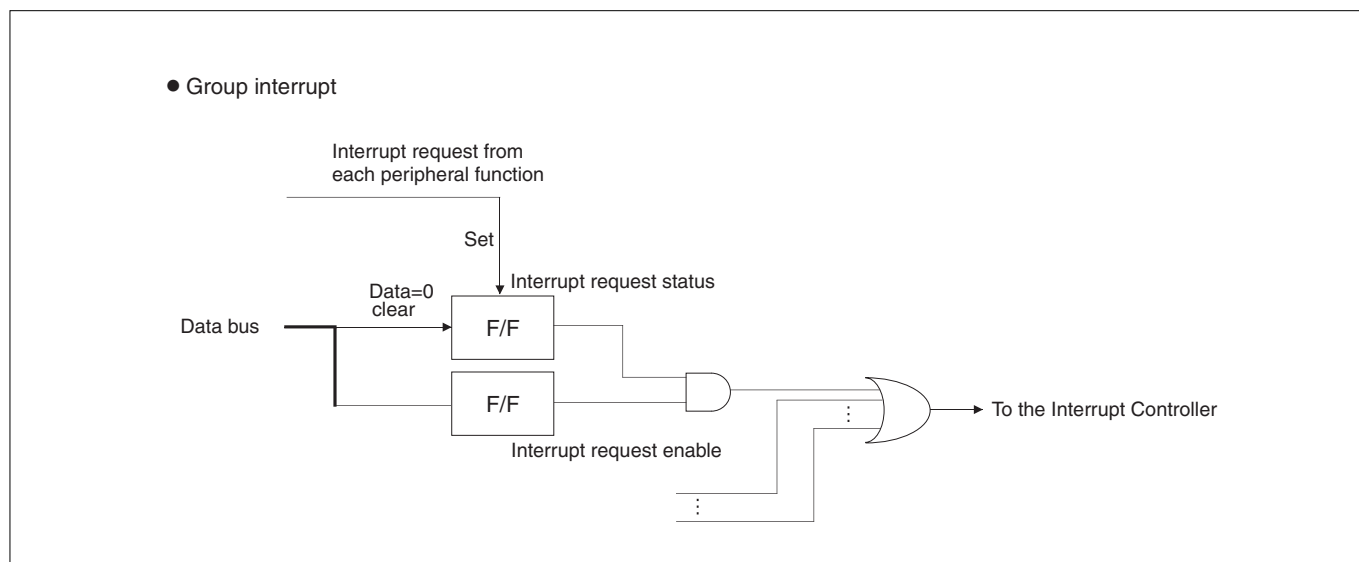 ● Group interrupt
Interrupt request from
each peripheral function
Set
Interrupt request status
Data=0
clear
F/F
Data bus
F/F
Interrupt request enable
To the Interrupt Controller